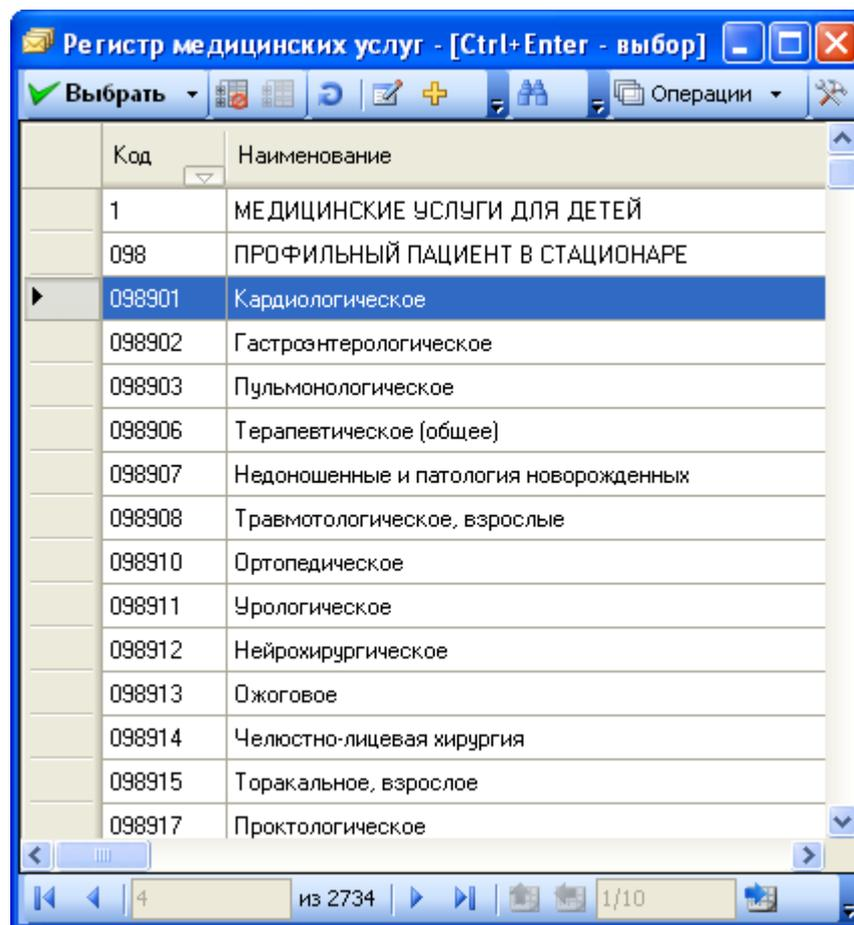 Регистр медицинских услуг - [Ctrl+Enter - выбор]
Выбрать Операции
Код Наименование
1 МЕДИЦИНСКИЕ УСЛУГИ ДЛЯ ДЕТЕЙ
098 ПРОФИЛЬНЫЙ ПАЦИЕНТ В СТАЦИОНАРЕ
098901 Кардиологическое
098902 Гастроэнтерологическое
098903 Пульмонологическое
098906 Терапевтическое (общее)
098907 Недоношенные и патология новорожденных
098908 Травмотологическое, взрослые
098910 Ортопедическое
098911 Урологическое
098912 Нейрохирургическое
098913 Ожоговое
098914 Челюстно-лицевая хирургия
098915 Торакальное, взрослое
098917 Проктологическое
4 из 2734 1/10